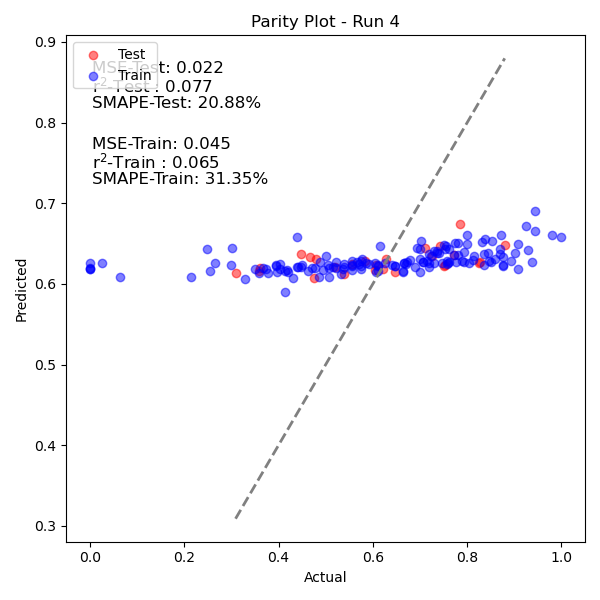 Parity Plot - Run 4
Test
Train
MSE-Test: 0.022
r²-Test : 0.077
SMAPE-Test: 20.88%
MSE-Train: 0.045
r²-Train : 0.065
SMAPE-Train: 31.35%
0.9
0.8
0.7
0.6
0.5
0.4
0.3
Predicted
0.0 0.2 0.4 0.6 0.8 1.0
Actual